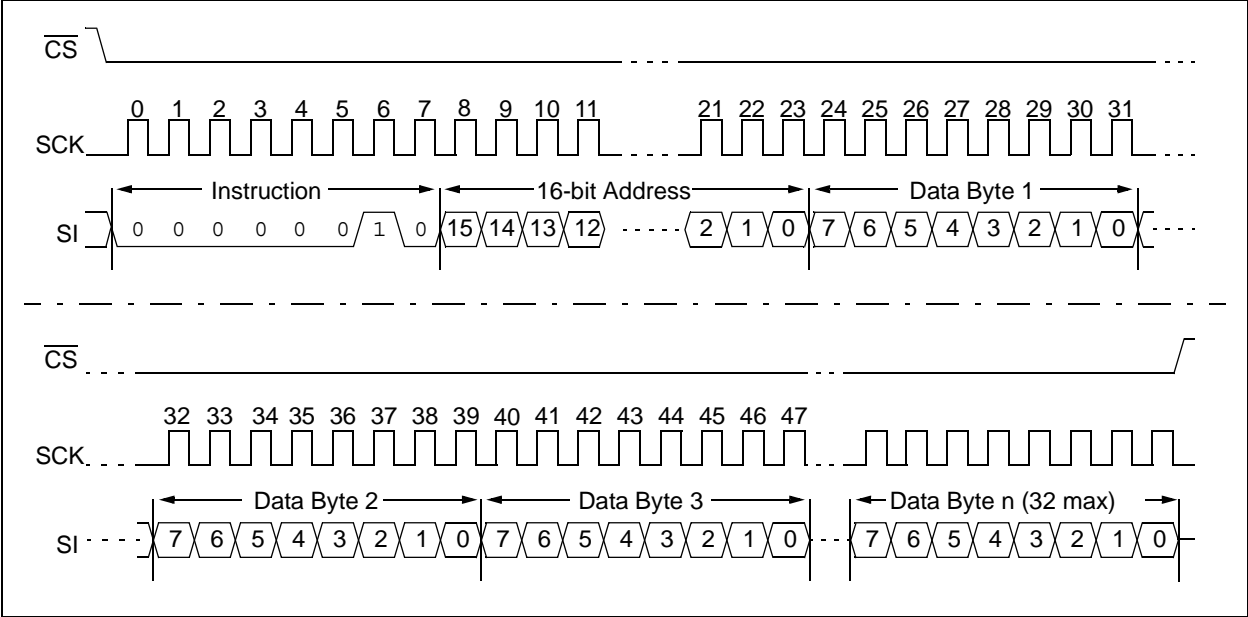 CS
0 1 2 3 4 5 6 7 8 9 10 11 21 22 23 24 25 26 27 28 29 30 31
SCK
Instruction 16-bit Address Data Byte 1
SI 0 0 0 0 0 0 1 0 15 14 13 12 2 1 0 7 6 5 4 3 2 1 0
CS
32 33 34 35 36 37 38 39 40 41 42 43 44 45 46 47
SCK
Data Byte 2 Data Byte 3 Data Byte n (32 max)
SI 7 6 5 4 3 2 1 0 7 6 5 4 3 2 1 0 7 6 5 4 3 2 1 0